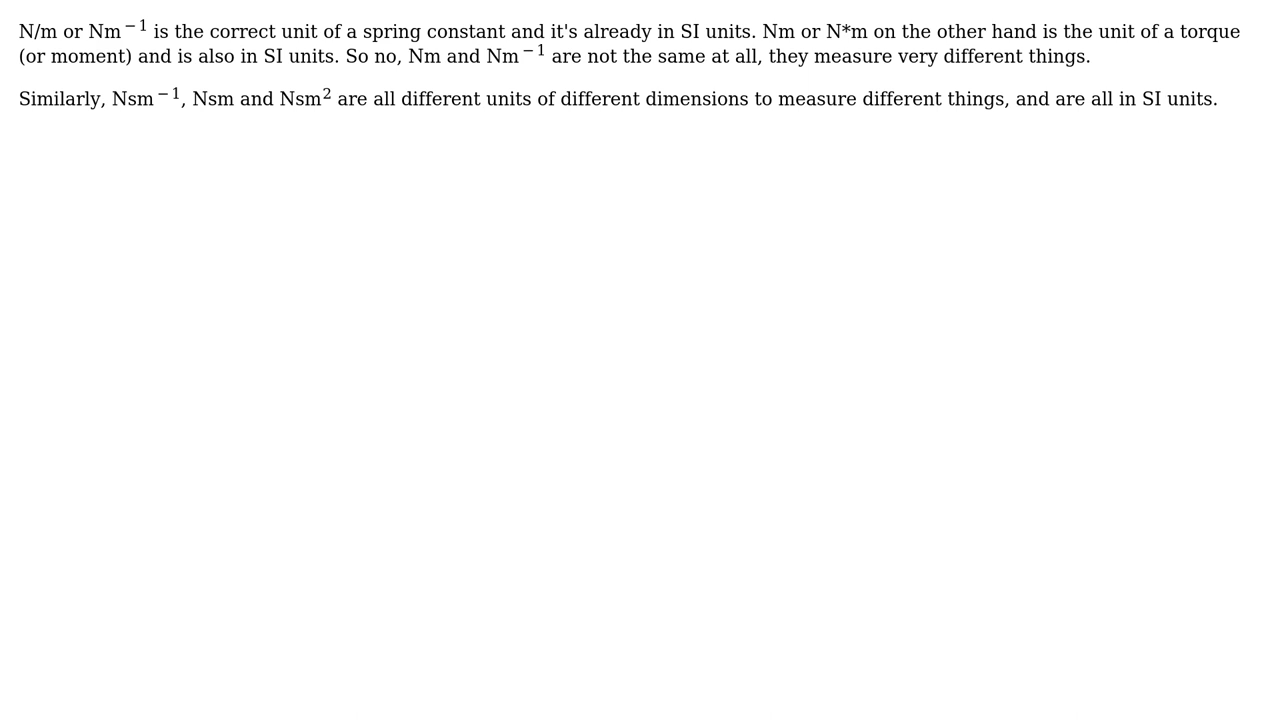 N/m or Nm⁻¹ is the correct unit of a spring constant and it's already in SI units. Nm or N*m on the other hand is the unit of a torque
(or moment) and is also in SI units. So no, Nm and Nm⁻¹ are not the same at all, they measure very different things.
Similarly, Nsm⁻¹, Nsm and Nsm² are all different units of different dimensions to measure different things, and are all in SI units.